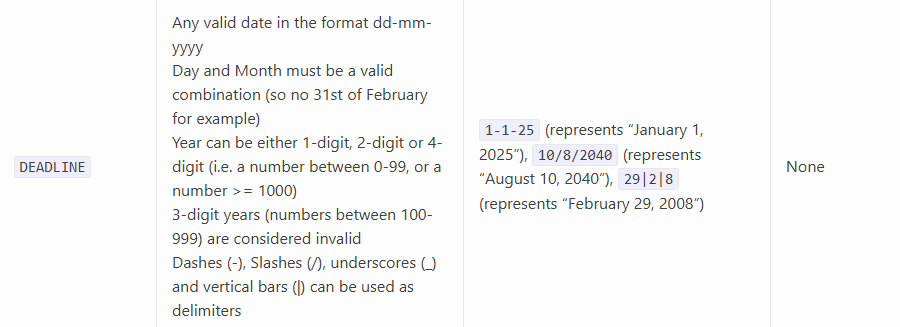 DEADLINE
Any valid date in the format dd-mm-
yyyy
Day and Month must be a valid
combination (so no 31st of February
for example)
Year can be either 1-digit, 2-digit or 4-
digit (i.e. a number between 0-99, or a
number >= 1000)
3-digit years (numbers between 100-
999) are considered invalid
Dashes (-), Slashes (/), underscores (_)
and vertical bars (|) can be used as
delimiters
1-1-25 (represents “January 1,
2025”), 10/8/2040 (represents
“August 10, 2040”), 29|2|8
(represents “February 29, 2008”)
None